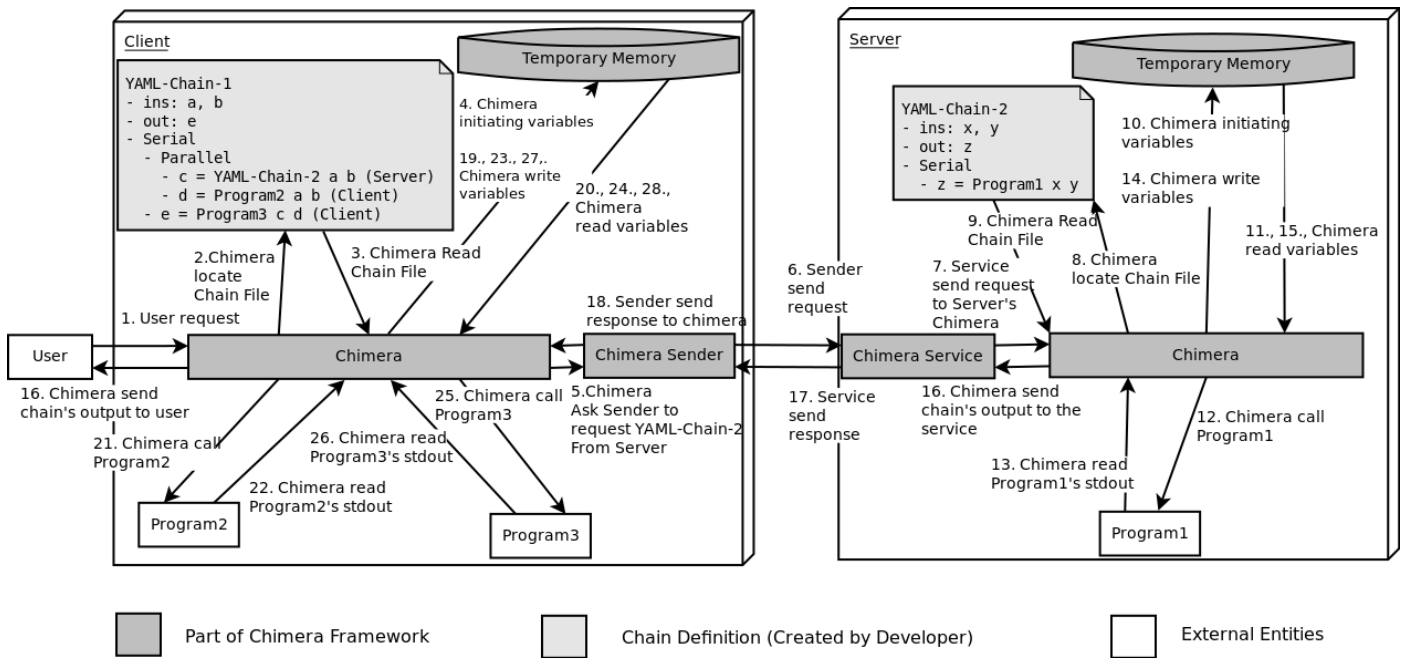 Client
Temporary Memory
YAML-Chain-1
- ins: a, b
- out: e
- Serial
- Parallel
- c = YAML-Chain-2 a b (Server)
- d = Program2 a b (Client)
- e = Program3 c d (Client)
4. Chimera
initiating variables
19., 23., 27,.
Chimera write
variables
20., 24., 28.,
Chimera
read variables
2.Chimera
locate
Chain File
3. Chimera Read
Chain File
1. User request
User
Chimera
18. Sender send
response to chimera
Chimera Sender
16. Chimera send
chain's output to user
21. Chimera call
Program2
22. Chimera read
Program2's stdout
26. Chimera read
Program3's stdout
25. Chimera call
Program3
5.Chimera
Ask Sender to
request YAML-Chain-2
From Server
Program2
Program3
6. Sender
send
request
17. Service
send
response
Server
Temporary Memory
YAML-Chain-2
- ins: x, y
- out: z
- Serial
- z = Program1 x y
10. Chimera initiating
variables
14. Chimera write
variables
11., 15., Chimera
read variables
9. Chimera Read
Chain File
8. Chimera
locate Chain File
7. Service
send request
to Server's
Chimera
Chimera Service
Chimera
16. Chimera send
chain's output to the
service
12. Chimera call
Program1
13. Chimera read
Program1's stdout
Program1
Part of Chimera Framework
Chain Definition (Created by Developer)
External Entities